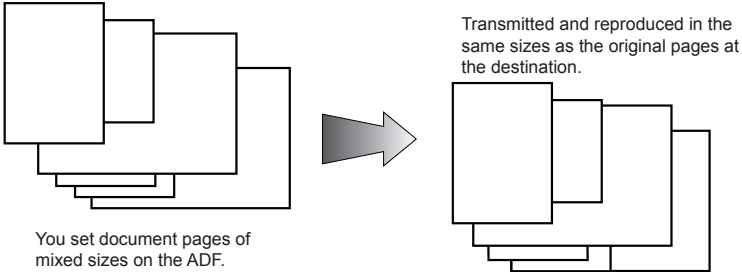 Transmitted and reproduced in the
same sizes as the original pages at
the destination.
You set document pages of
mixed sizes on the ADF.